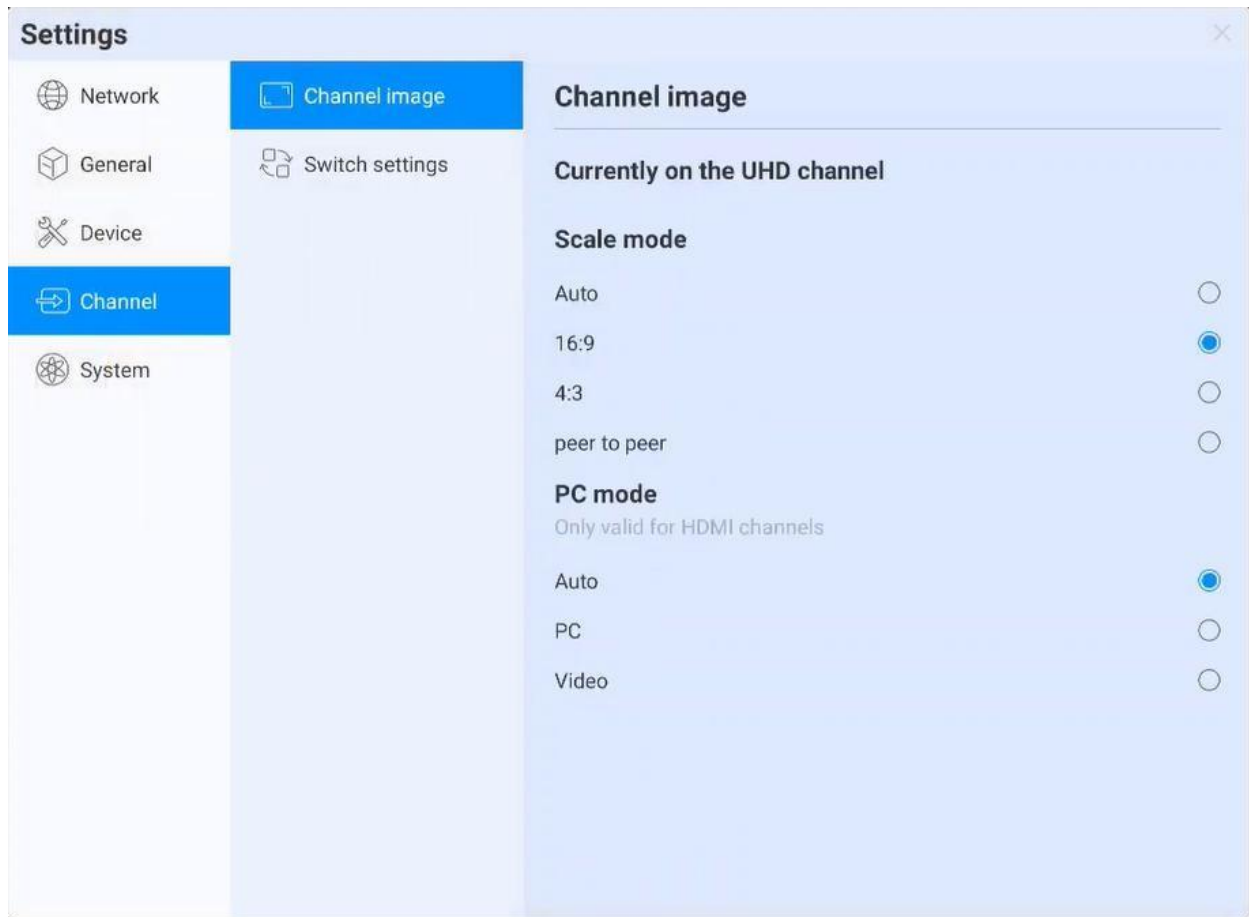 Settings
Network
General
Device
Channel
System
Channel image
Switch settings
Channel image
Currently on the UHD channel
Scale mode
Auto
16:9
4:3
peer to peer
PC mode
Only valid for HDMI channels
Auto
PC
Video